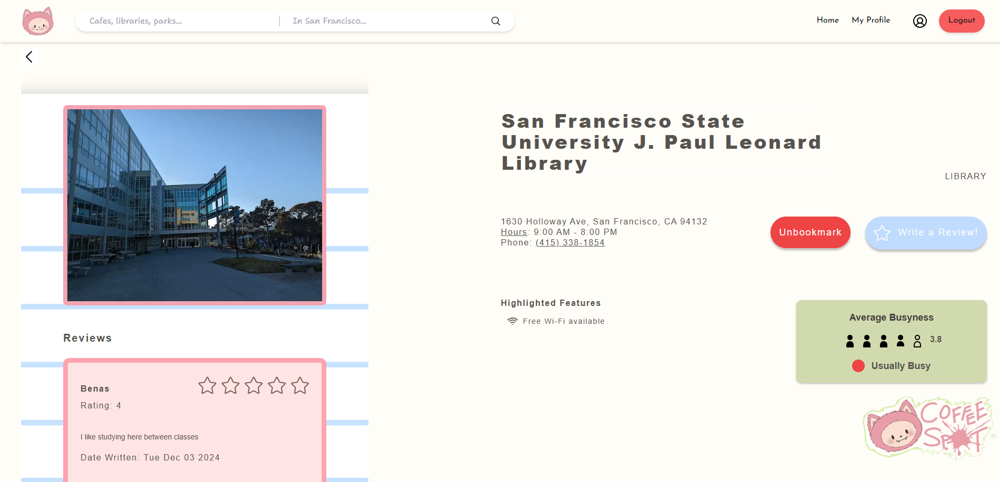 Cafes, libraries, parks...
In San Francisco...
Home
My Profile
Logout
San Francisco State
University J. Paul Leonard
Library
LIBRARY
1630 Holloway Ave, San Francisco, CA 94132
Hours: 9:00 AM - 8:00 PM
Phone: (415) 338-1854
Unbookmark
Write a Review!
Highlighted Features
Free Wi-Fi available
Average Busyness
3.8
Usually Busy
Reviews
Benas
Rating: 4
I like studying here between classes
Date Written: Tue Dec 03 2024
COFFEE
SPOT